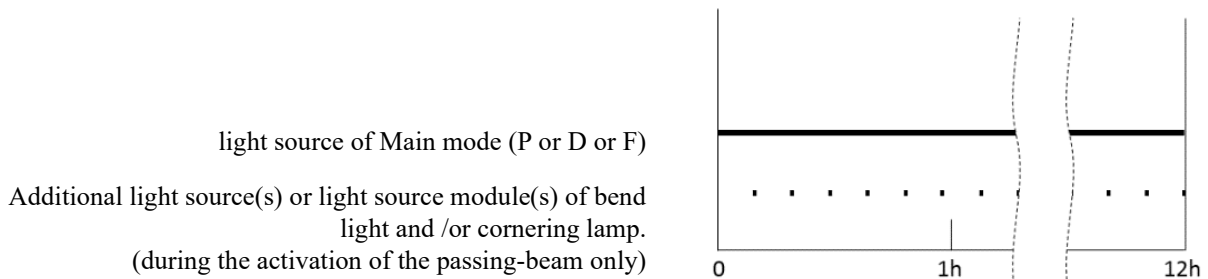 light source of Main mode (P or D or F)
Additional light source(s) or light source module(s) of bend
light and /or cornering lamp.
(during the activation of the passing-beam only)
0 1h 12h